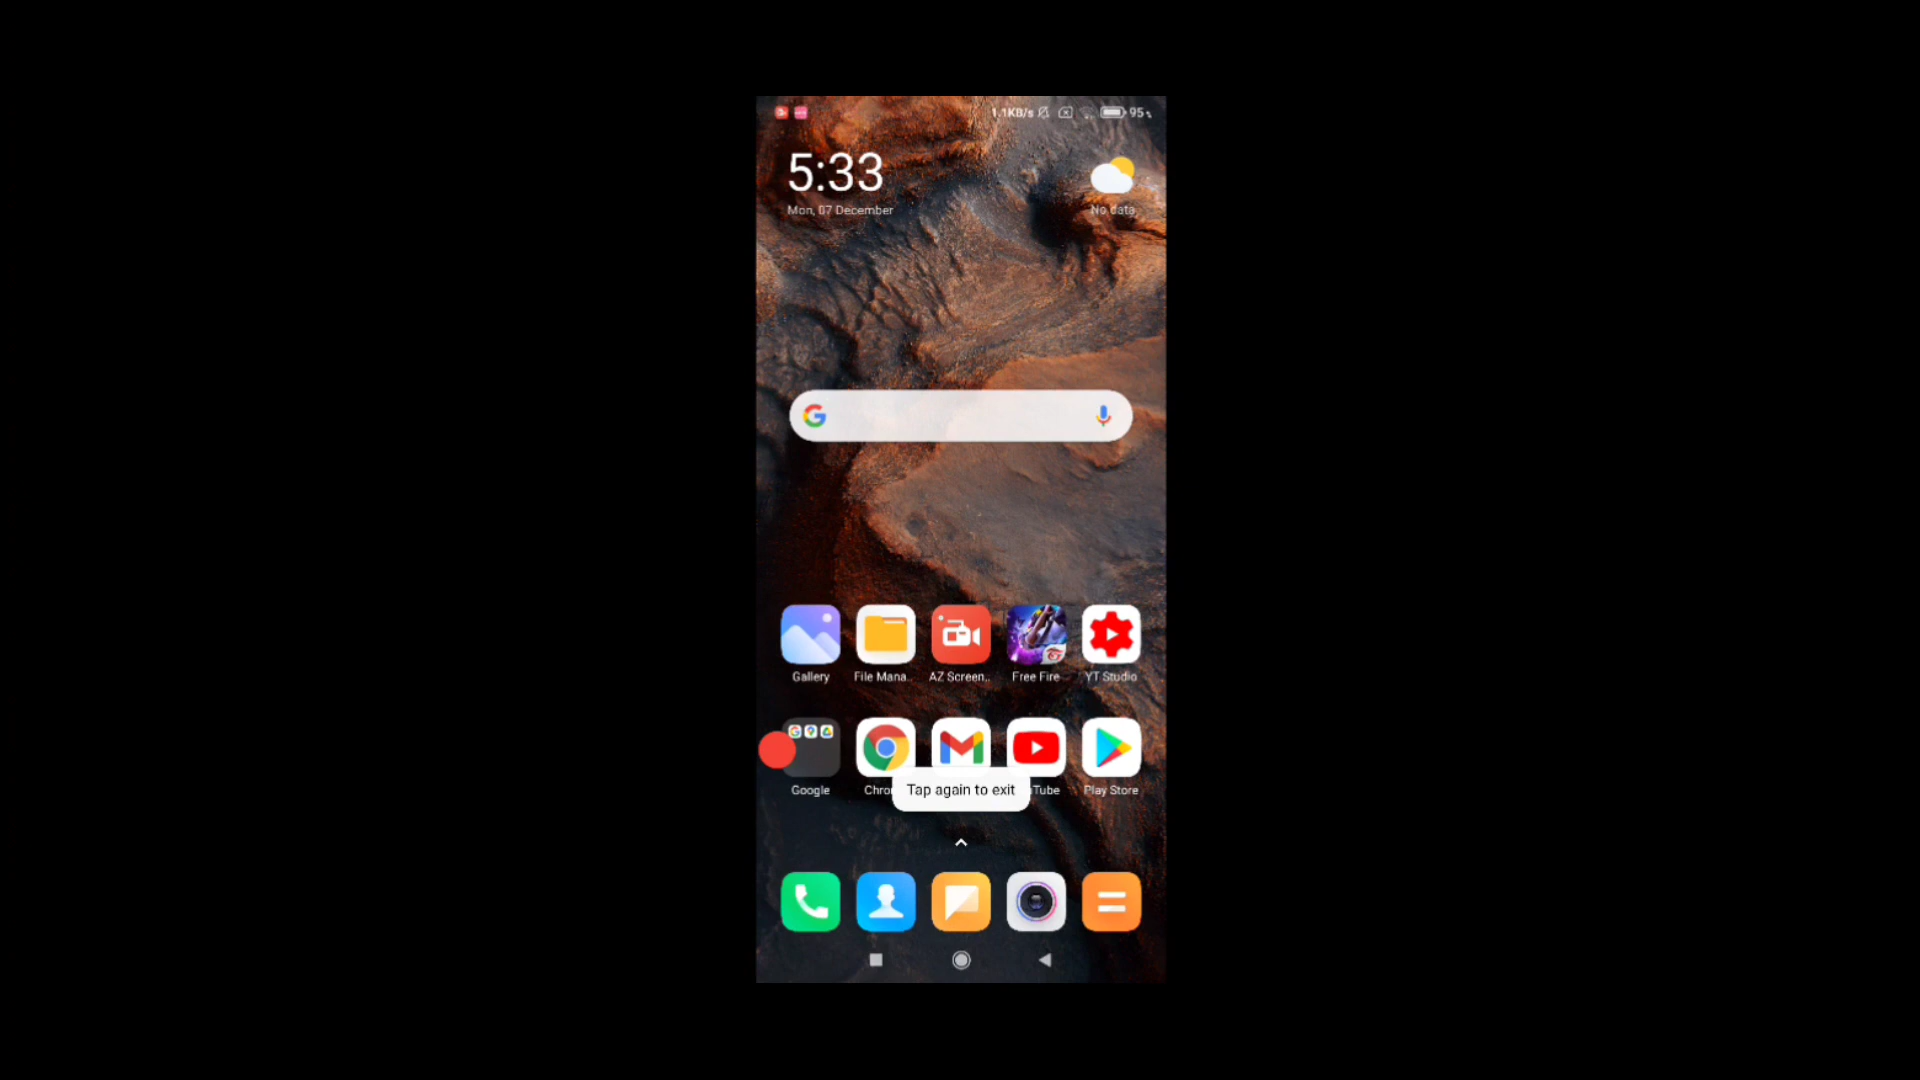 1.1KB/s 95
5:33
Mon, 07 December
No data
Gallery File Mana.. AZ Screen.. Free Fire YT Studio
Google Chro Tube Play Store
Tap again to exit